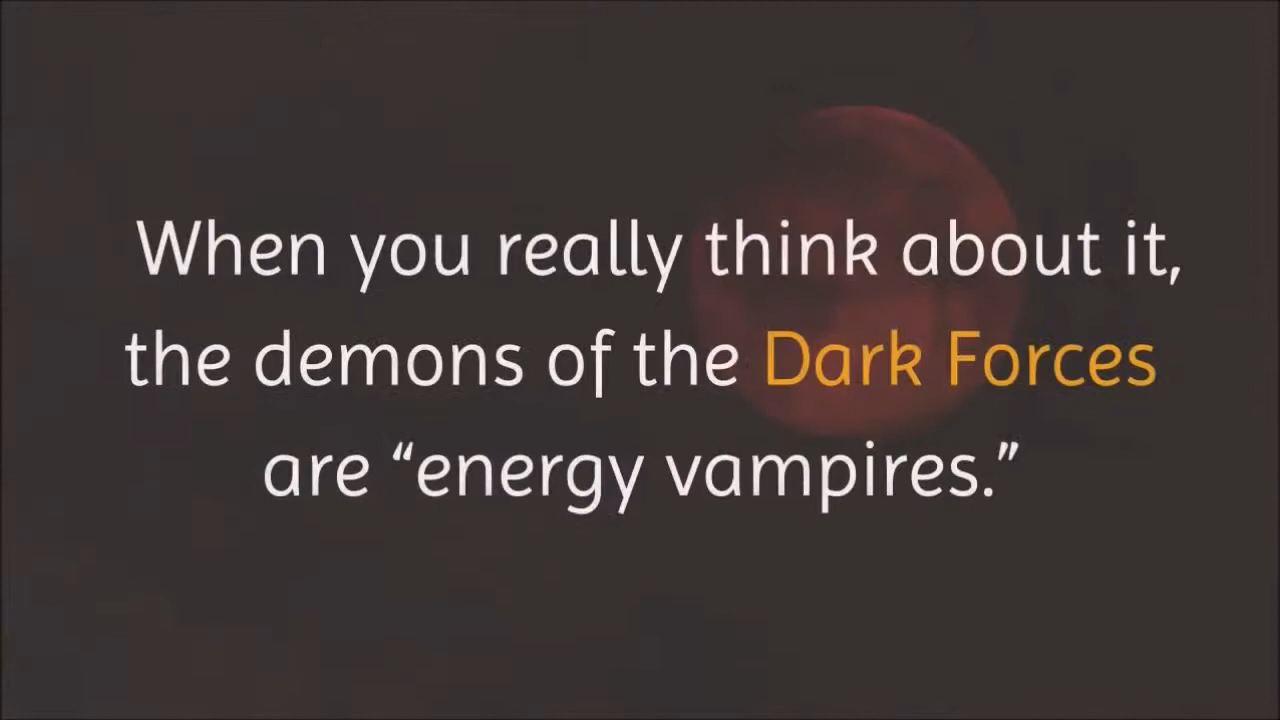 When you really think about it,
the demons of the Dark Forces
are “energy vampires.”